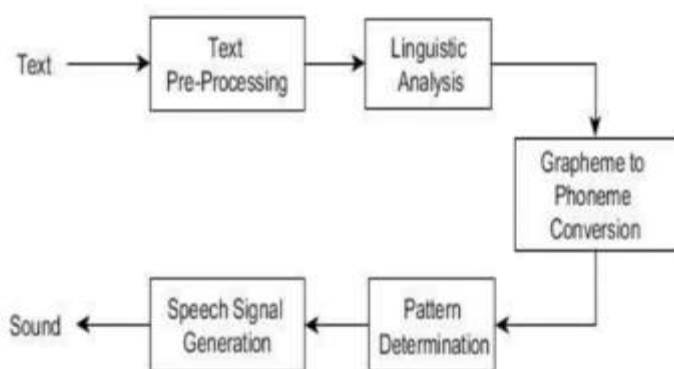 Text
Text
Pre-Processing
Linguistic
Analysis
Grapheme to
Phoneme
Conversion
Pattern
Determination
Speech Signal
Generation
Sound